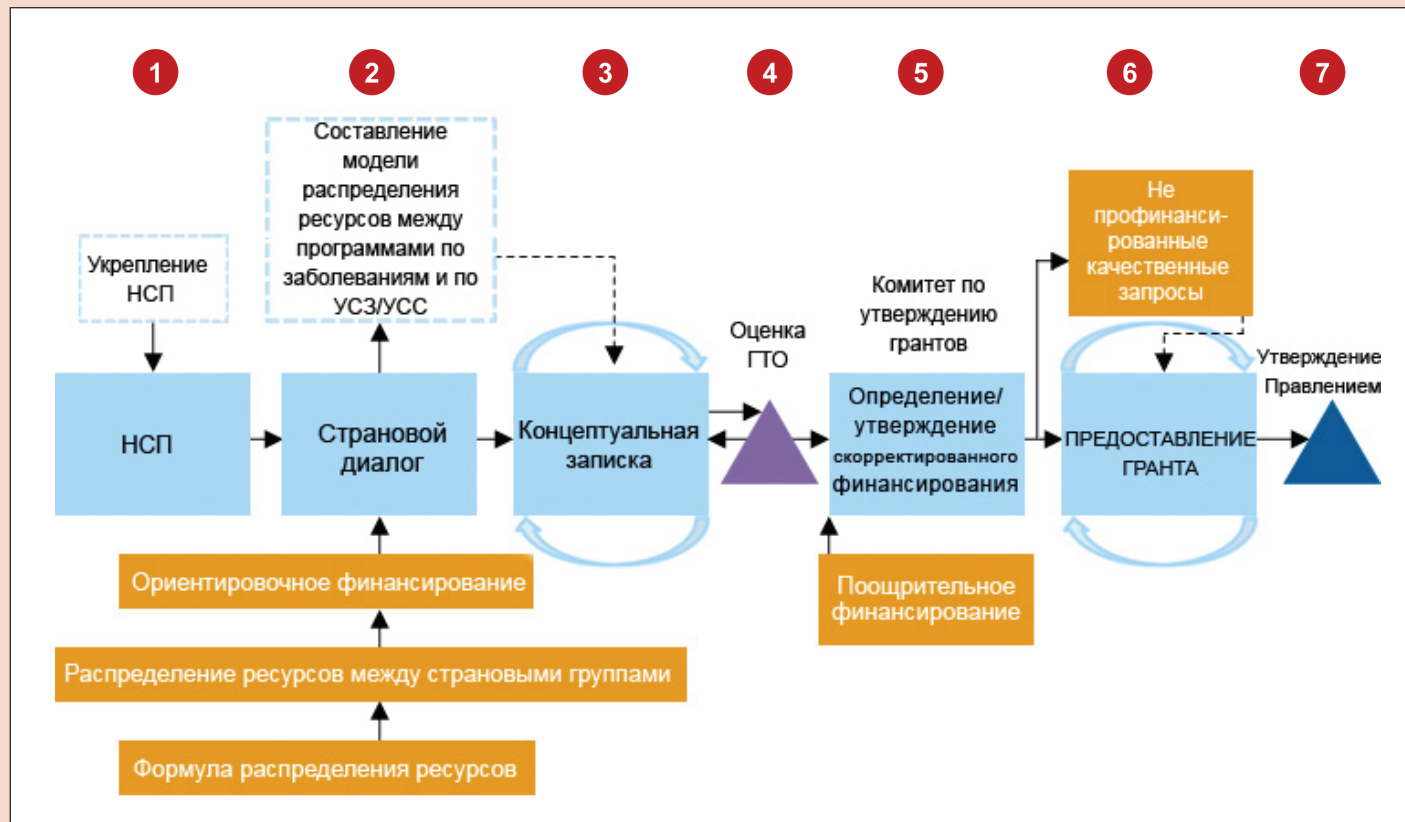 1
2
3
4
5
6
7
Составление
модели
распределения
ресурсов между
программами по
заболеваниям и по
УСЗ/УСС
Укрепление
НСП
Не
профинанси-
рованные
качественные
запросы
Комитет по
утверждению
грантов
Оценка
ГТО
Утверждение
Правлением
НСП
Страновой
диалог
Концептуальная
записка
Определение/
утверждение
скорректированного
финансирования
ПРЕДОСТАВЛЕНИЕ
ГРАНТА
Ориентировочное финансирование
Поощрительное
финансирование
Распределение ресурсов между страновыми группами
Формула распределения ресурсов